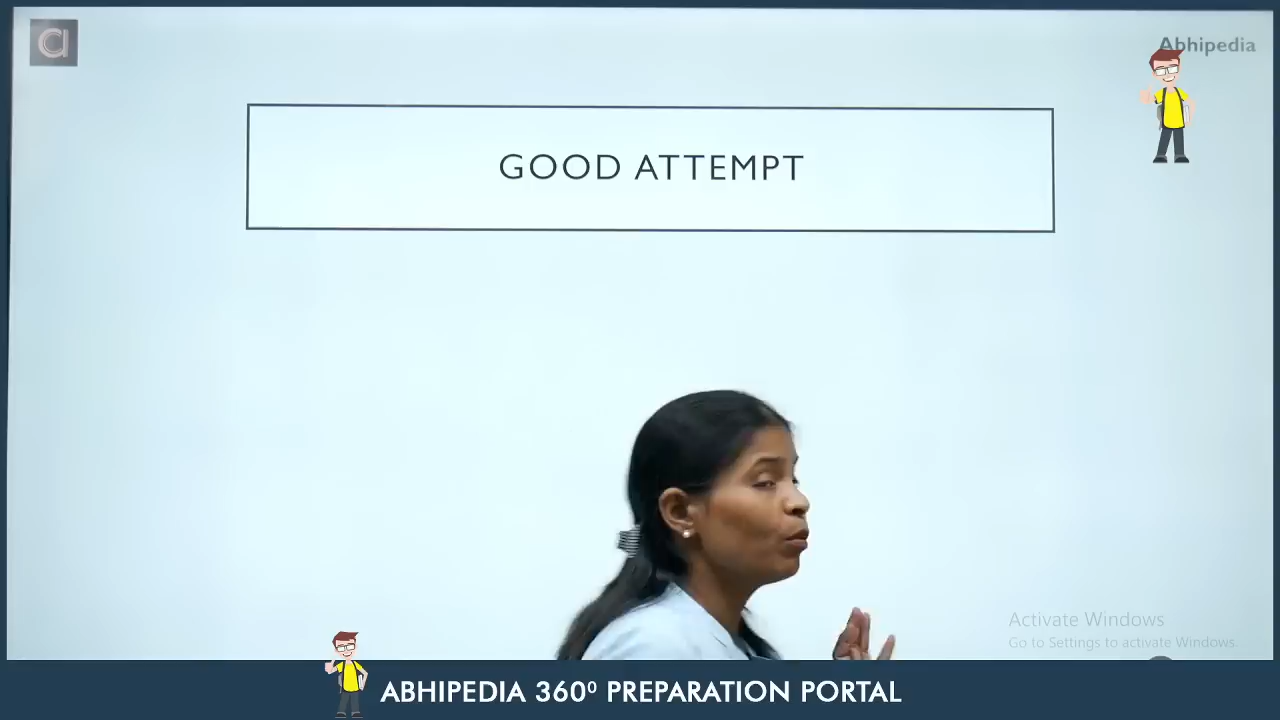 Abhipedia
GOOD ATTEMPT
Activate Windows
Go to Settings to activate Windows.
ABHIPEDIA 360⁰ PREPARATION PORTAL